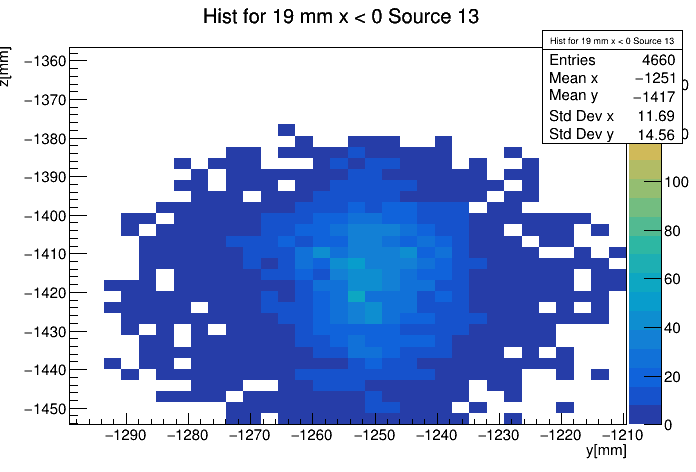 Hist for 19 mm x < 0 Source 13
Hist for 19 mm x < 0 Source 13
Entries 4660
Mean x −1251
Mean y −1417
Std Dev x 11.69
Std Dev y 14.56
z[mm]
−1360
−1370
−1380
−1390
−1400
−1410
−1420
−1430
−1440
−1450
−1290 −1280 −1270 −1260 −1250 −1240 −1230 −1220 −1210
y[mm]
100
80
60
40
20
0